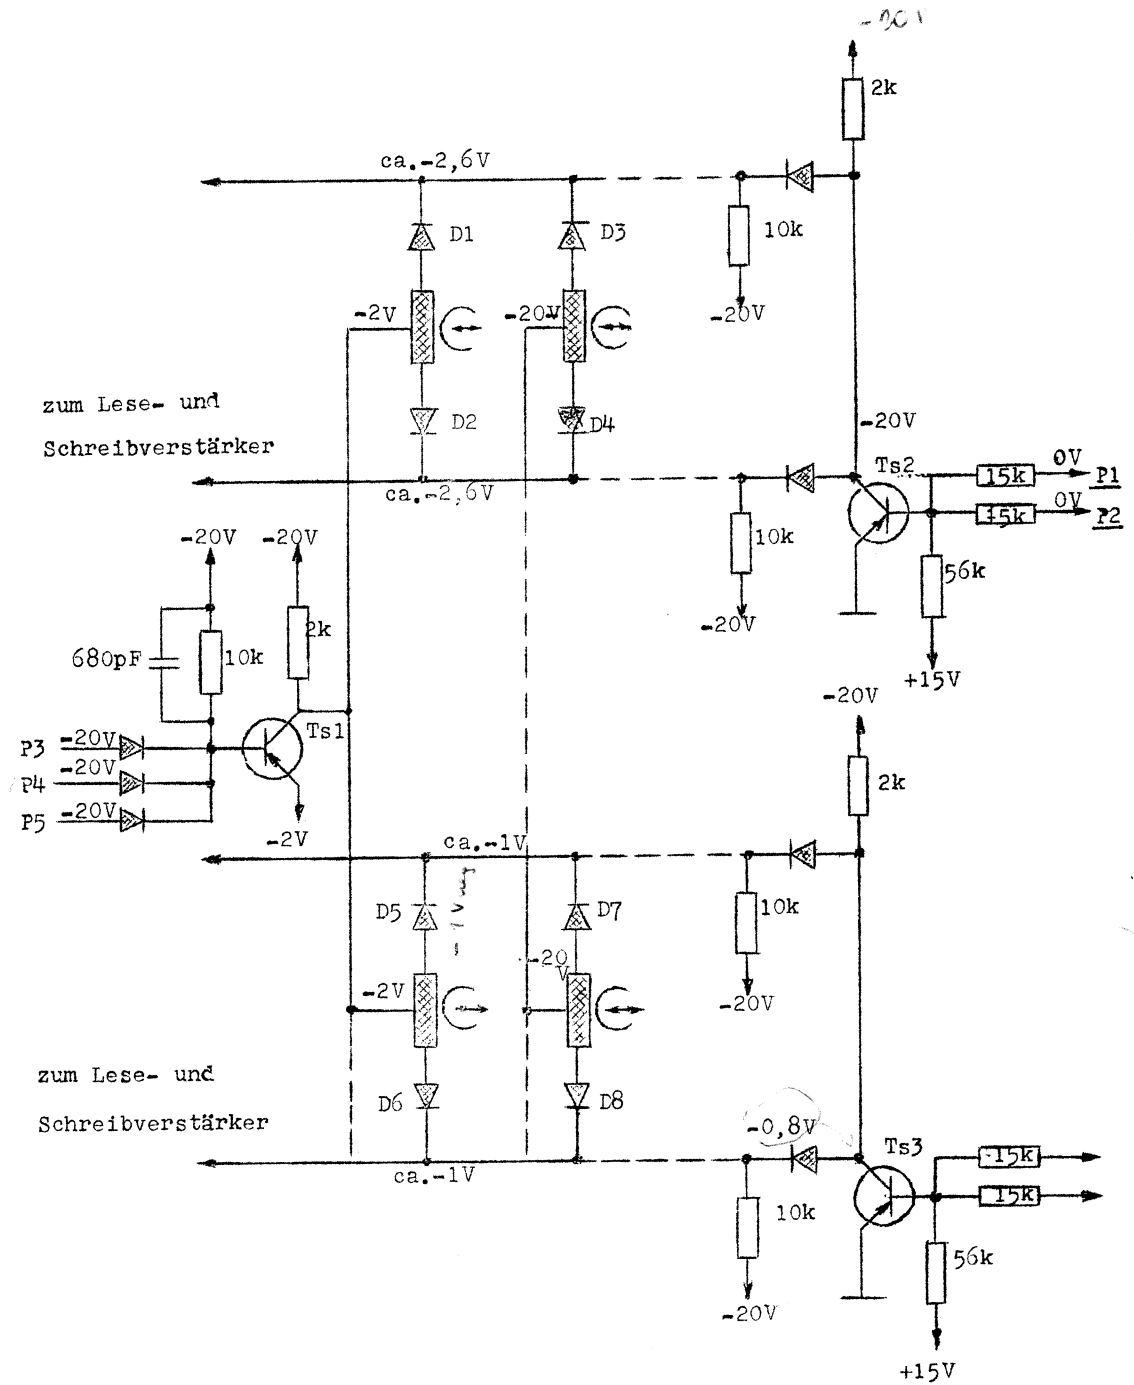 2k
ca.-2,6V
D1
D3
10k
-2V
-20V
-20V
zum Lese- und
Schreibverstärker
D2
D4
-20V
Ts2
15k
0V
P1
ca.-2,6V
15k
0V
P2
10k
56k
-20V
-20V
-20V
2k
680pF
10k
+15V
-20V
Ts1
P3
-20V
P4
-20V
P5
-20V
-2V
2k
ca.-1V
D5
D7
10k
-20
V
-2V
-20V
zum Lese- und
Schreibverstärker
D6
D8
-0,8V
Ts3
15k
ca.-1V
15k
10k
56k
-20V
+15V